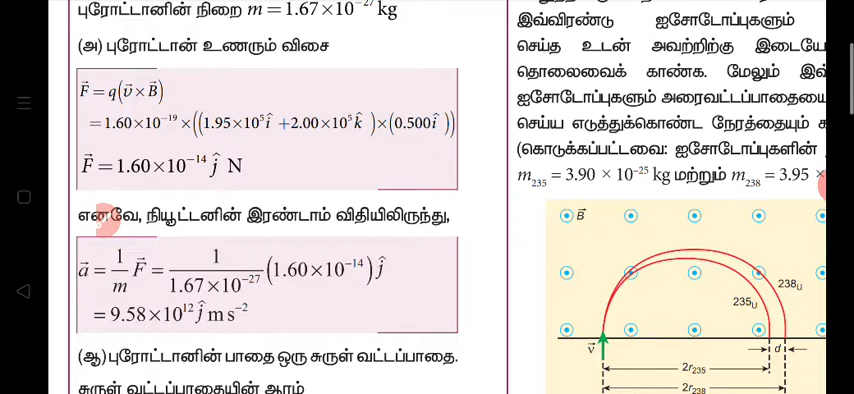 புரோட்டானின் நிறை m = 1.67×10⁻²⁷ kg
(அ) புரோட்டான் உணரும் விசை
F⃗ = q(v⃗ × B⃗)
= 1.60×10⁻¹⁹ × ((1.95×10⁵î + 2.00×10⁵k̂ ) × (0.500î ))
F⃗ = 1.60×10⁻¹⁴ ĵ N
எனவே, நியூட்டனின் இரண்டாம் விதியிலிருந்து,
a⃗ = 1/m F⃗ = 1/1.67×10⁻²⁷ (1.60×10⁻¹⁴) ĵ
= 9.58×10¹² ĵ m s⁻²
(ஆ) புரோட்டானின் பாதை ஒரு சுருள் வட்டப்பாதை.
சுருள் வட்டப்பாதையின் ஆரம்
இவ்விரண்டு ஐசோடோப்புகளும்
செய்த உடன் அவற்றிற்கு இடையே
தொலைவைக் காண்க. மேலும் இவ்
ஐசோடோப்புகளும் அரைவட்டப்பாதையை
செய்ய எடுத்துக்கொண்ட நேரத்தையும் க
(கொடுக்கப்பட்டவை: ஐசோடோப்புகளின்
m₂₃₅ = 3.90 × 10⁻²⁵ kg மற்றும் m₂₃₈ = 3.95 ×
B⃗
238U
235U
v⃗
d
2r₂₃₅
2r₂₃₈